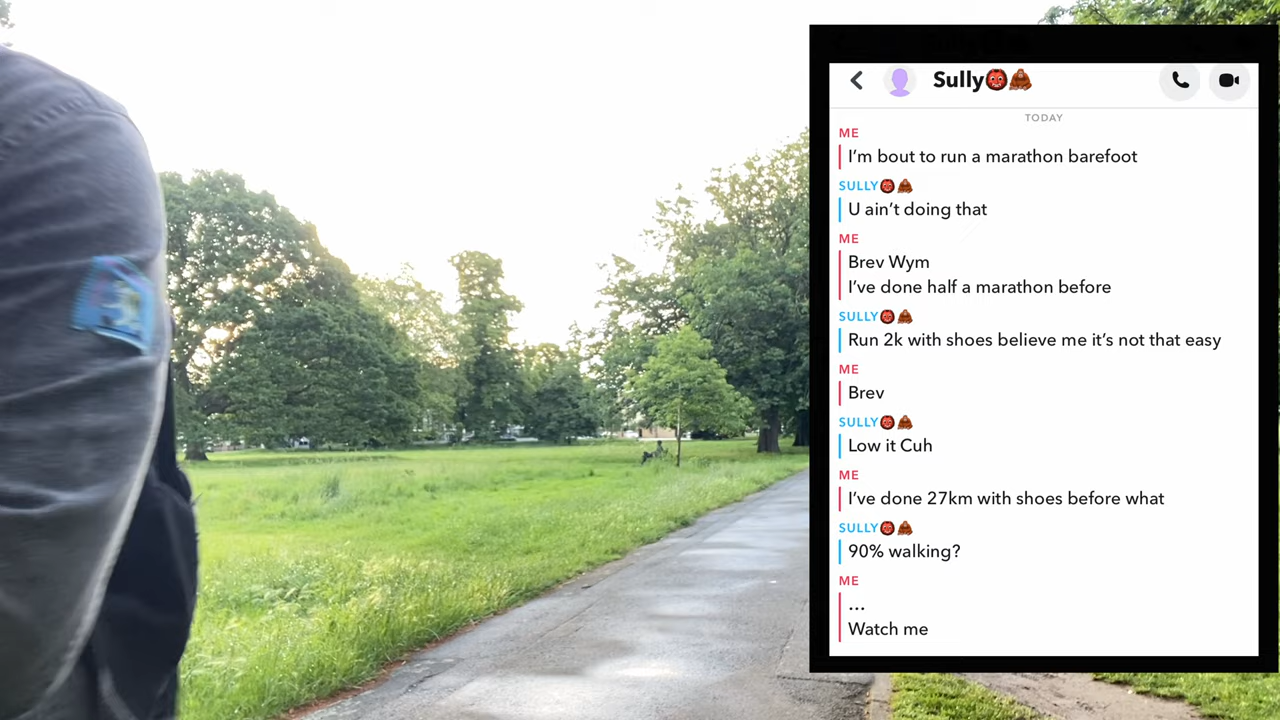 Sully👹🦧
TODAY
ME
I'm bout to run a marathon barefoot
SULLY👹🦧
U ain't doing that
ME
Brev Wym
I've done half a marathon before
SULLY👹🦧
Run 2k with shoes believe me it's not that easy
ME
Brev
SULLY👹🦧
Low it Cuh
ME
I've done 27km with shoes before what
SULLY👹🦧
90% walking?
ME
...
Watch me